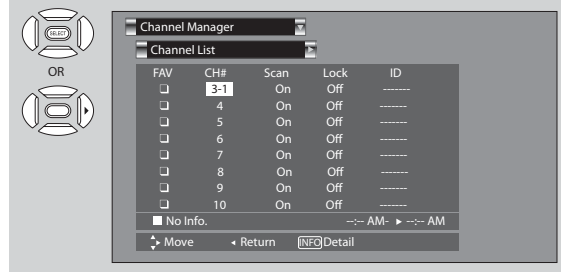 SELECT
OR
Channel Manager
Channel List
FAV CH# Scan Lock ID
3-1 On Off -------
4 On Off -------
5 On Off -------
6 On Off -------
7 On Off -------
8 On Off -------
9 On Off -------
10 On Off -------
No Info. --:-- AM- ▸ --:-- AM
Move ◂ Return INFO Detail